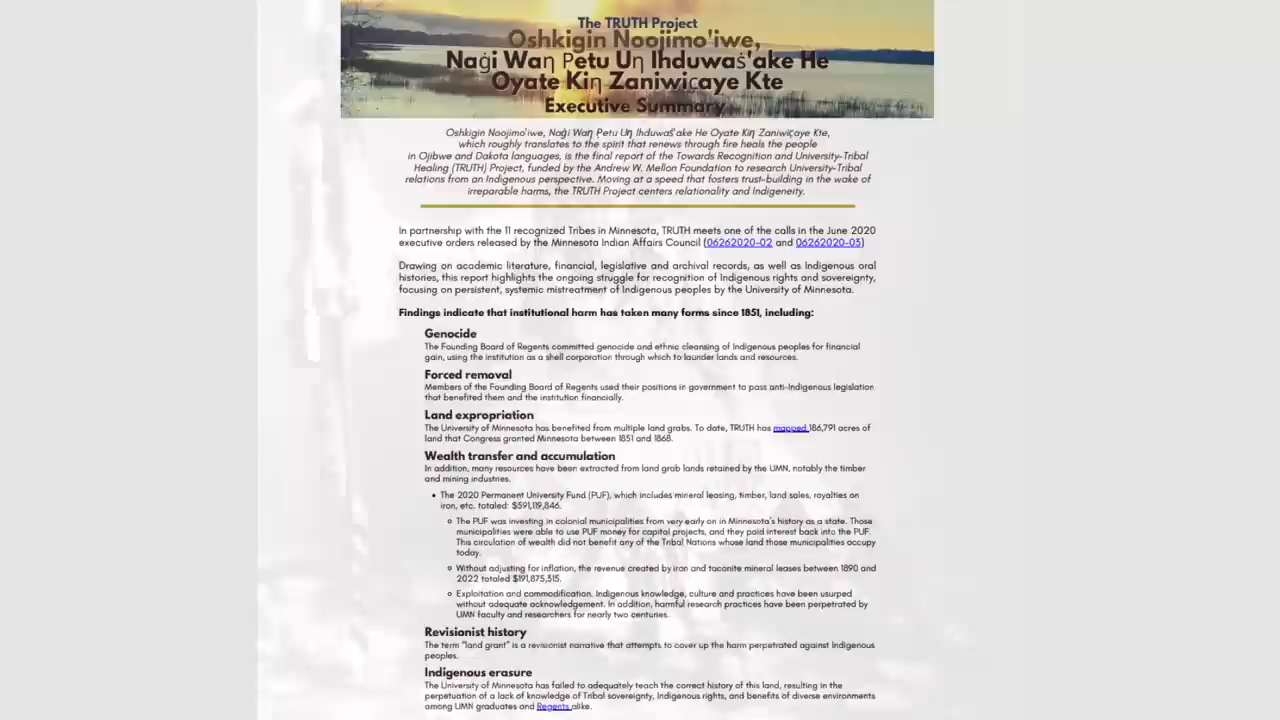 The TRUTH Project
Oshkigin Noojimo'iwe,
Naġi Waƞ Petu Uƞ Ihduwaṡ'ake He
Oyate Kiƞ Zaniwiçaye Kte
Executive Summary
Oshkigin Noojimo'iwe, Naġi Waƞ Petu Uƞ Ihduwaṡ'ake He Oyate Kiƞ Zaniwiçaye Kte,
which roughly translates to the spirit that renews through fire heals the people
in Ojibwe and Dakota languages, is the final report of the Towards Recognition and University-Tribal
Healing (TRUTH) Project, funded by the Andrew W. Mellon Foundation to research University-Tribal
relations from an Indigenous perspective. Moving at a speed that fosters trust-building in the wake of
irreparable harms, the TRUTH Project centers relationality and Indigeneity.
In partnership with the 11 recognized Tribes in Minnesota, TRUTH meets one of the calls in the June 2020
executive orders released by the Minnesota Indian Affairs Council (06262020-02 and 06262020-03)
Drawing on academic literature, financial, legislative and archival records, as well as Indigenous oral
histories, this report highlights the ongoing struggle for recognition of Indigenous rights and sovereignty,
focusing on persistent, systemic mistreatment of Indigenous peoples by the University of Minnesota.
Findings indicate that institutional harm has taken many forms since 1851, including:
Genocide
The Founding Board of Regents committed genocide and ethnic cleansing of Indigenous peoples for financial
gain, using the institution as a shell corporation through which to launder lands and resources.
Forced removal
Members of the Founding Board of Regents used their positions in government to pass anti-Indigenous legislation
that benefited them and the institution financially.
Land expropriation
The University of Minnesota has benefited from multiple land grabs. To date, TRUTH has mapped 186,791 acres of
land that Congress granted Minnesota between 1851 and 1868.
Wealth transfer and accumulation
In addition, many resources have been extracted from land grab lands retained by the UMN, notably the timber
and mining industries.
• The 2020 Permanent University Fund (PUF), which includes mineral leasing, timber, land sales, royalties on
iron, etc. totaled: $591,119,846.
o The PUF was investing in colonial municipalities from very early on in Minnesota's history as a state. Those
municipalities were able to use PUF money for capital projects, and they paid interest back into the PUF.
This circulation of wealth did not benefit any of the Tribal Nations whose land those municipalities occupy
today.
o Without adjusting for inflation, the revenue created by iron and taconite mineral leases between 1890 and
2022 totaled $191,875,315.
o Exploitation and commodification. Indigenous knowledge, culture and practices have been usurped
without adequate acknowledgement. In addition, harmful research practices have been perpetrated by
UMN faculty and researchers for nearly two centuries.
Revisionist history
The term "land grant" is a revisionist narrative that attempts to cover up the harm perpetrated against Indigenous
peoples.
Indigenous erasure
The University of Minnesota has failed to adequately teach the correct history of this land, resulting in the
perpetuation of a lack of knowledge of Tribal sovereignty, Indigenous rights, and benefits of diverse environments
among UMN graduates and Regents alike.